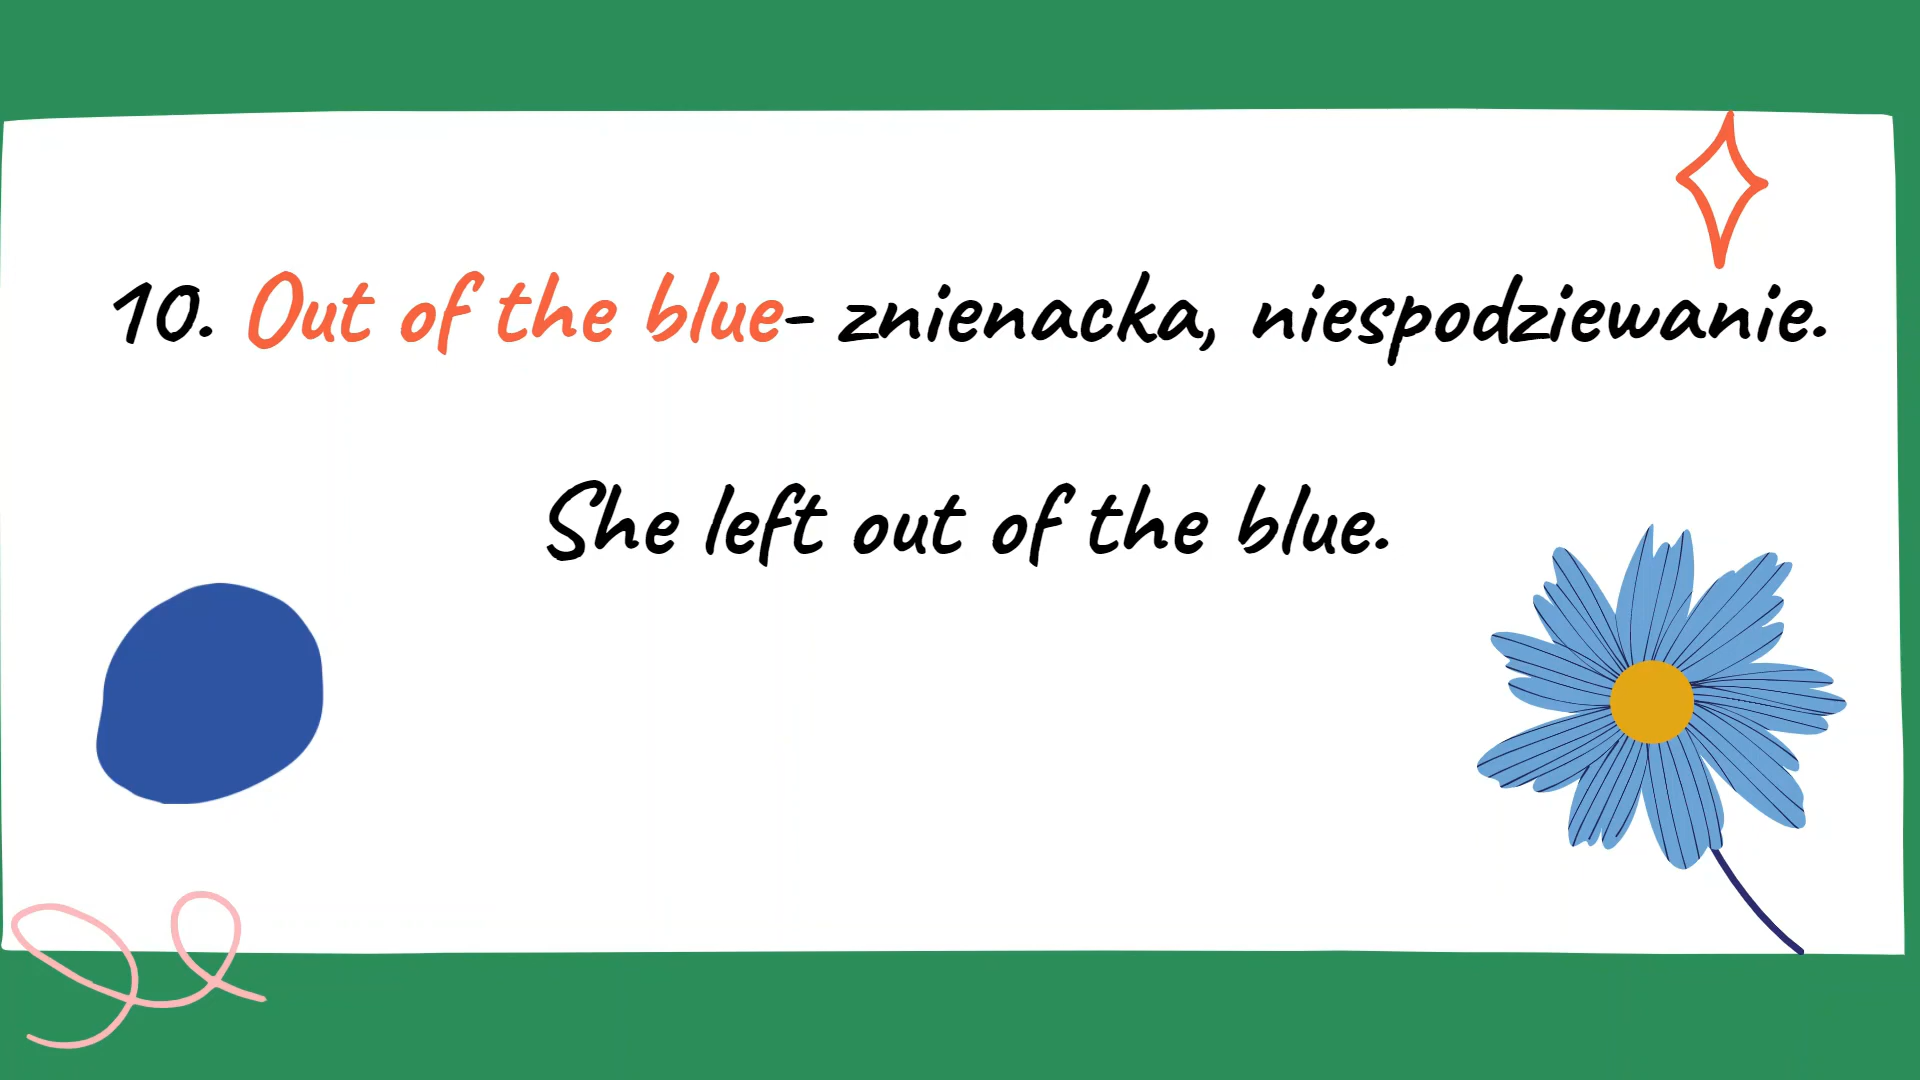 10. Out of the blue- znienacka, niespodziewanie.
She left out of the blue.